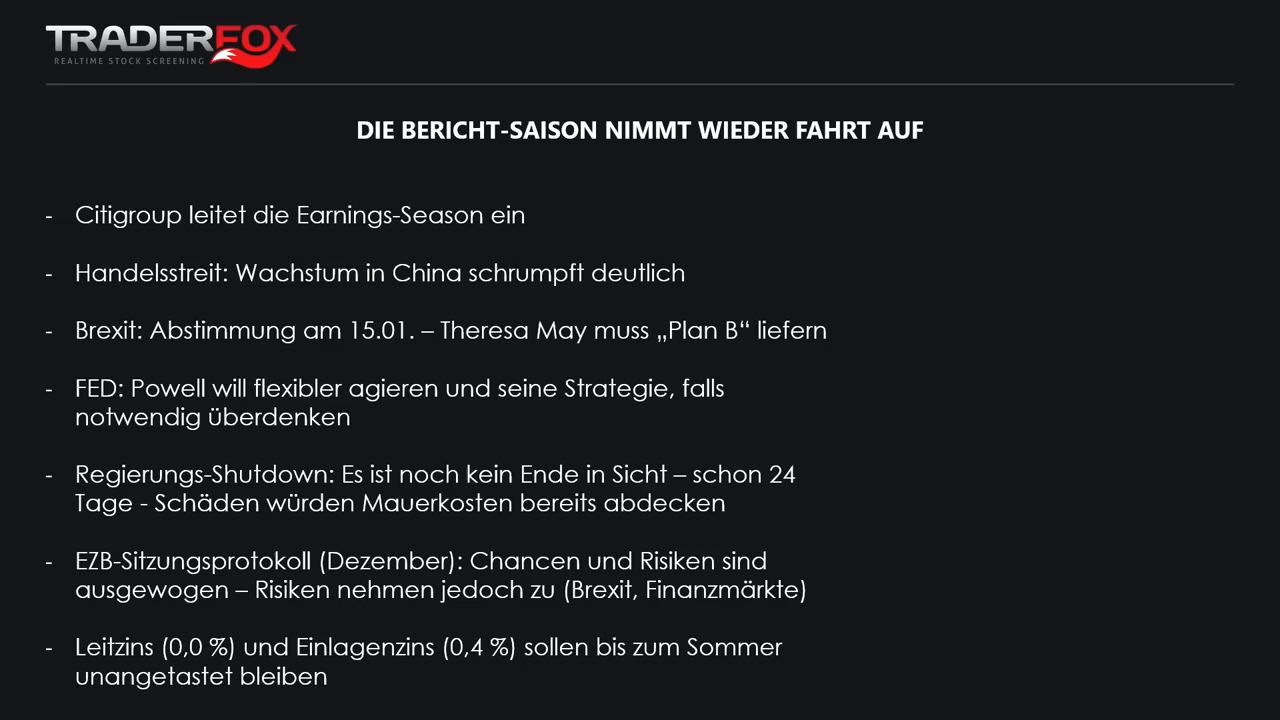 TRADERFOX
REALTIME STOCK SCREENING
DIE BERICHT-SAISON NIMMT WIEDER FAHRT AUF
- Citigroup leitet die Earnings-Season ein
- Handelsstreit: Wachstum in China schrumpft deutlich
- Brexit: Abstimmung am 15.01. – Theresa May muss „Plan B“ liefern
- FED: Powell will flexibler agieren und seine Strategie, falls
notwendig überdenken
- Regierungs-Shutdown: Es ist noch kein Ende in Sicht – schon 24
Tage - Schäden würden Mauerkosten bereits abdecken
- EZB-Sitzungsprotokoll (Dezember): Chancen und Risiken sind
ausgewogen – Risiken nehmen jedoch zu (Brexit, Finanzmärkte)
- Leitzins (0,0 %) und Einlagenzins (0,4 %) sollen bis zum Sommer
unangetastet bleiben